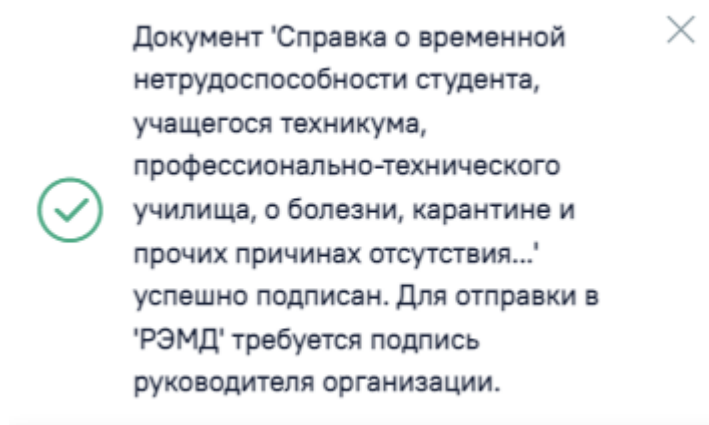 Документ 'Справка о временной
нетрудоспособности студента,
учащегося техникума,
профессионально-технического
училища, о болезни, карантине и
прочих причинах отсутствия...'
успешно подписан. Для отправки в
'РЭМД' требуется подпись
руководителя организации.